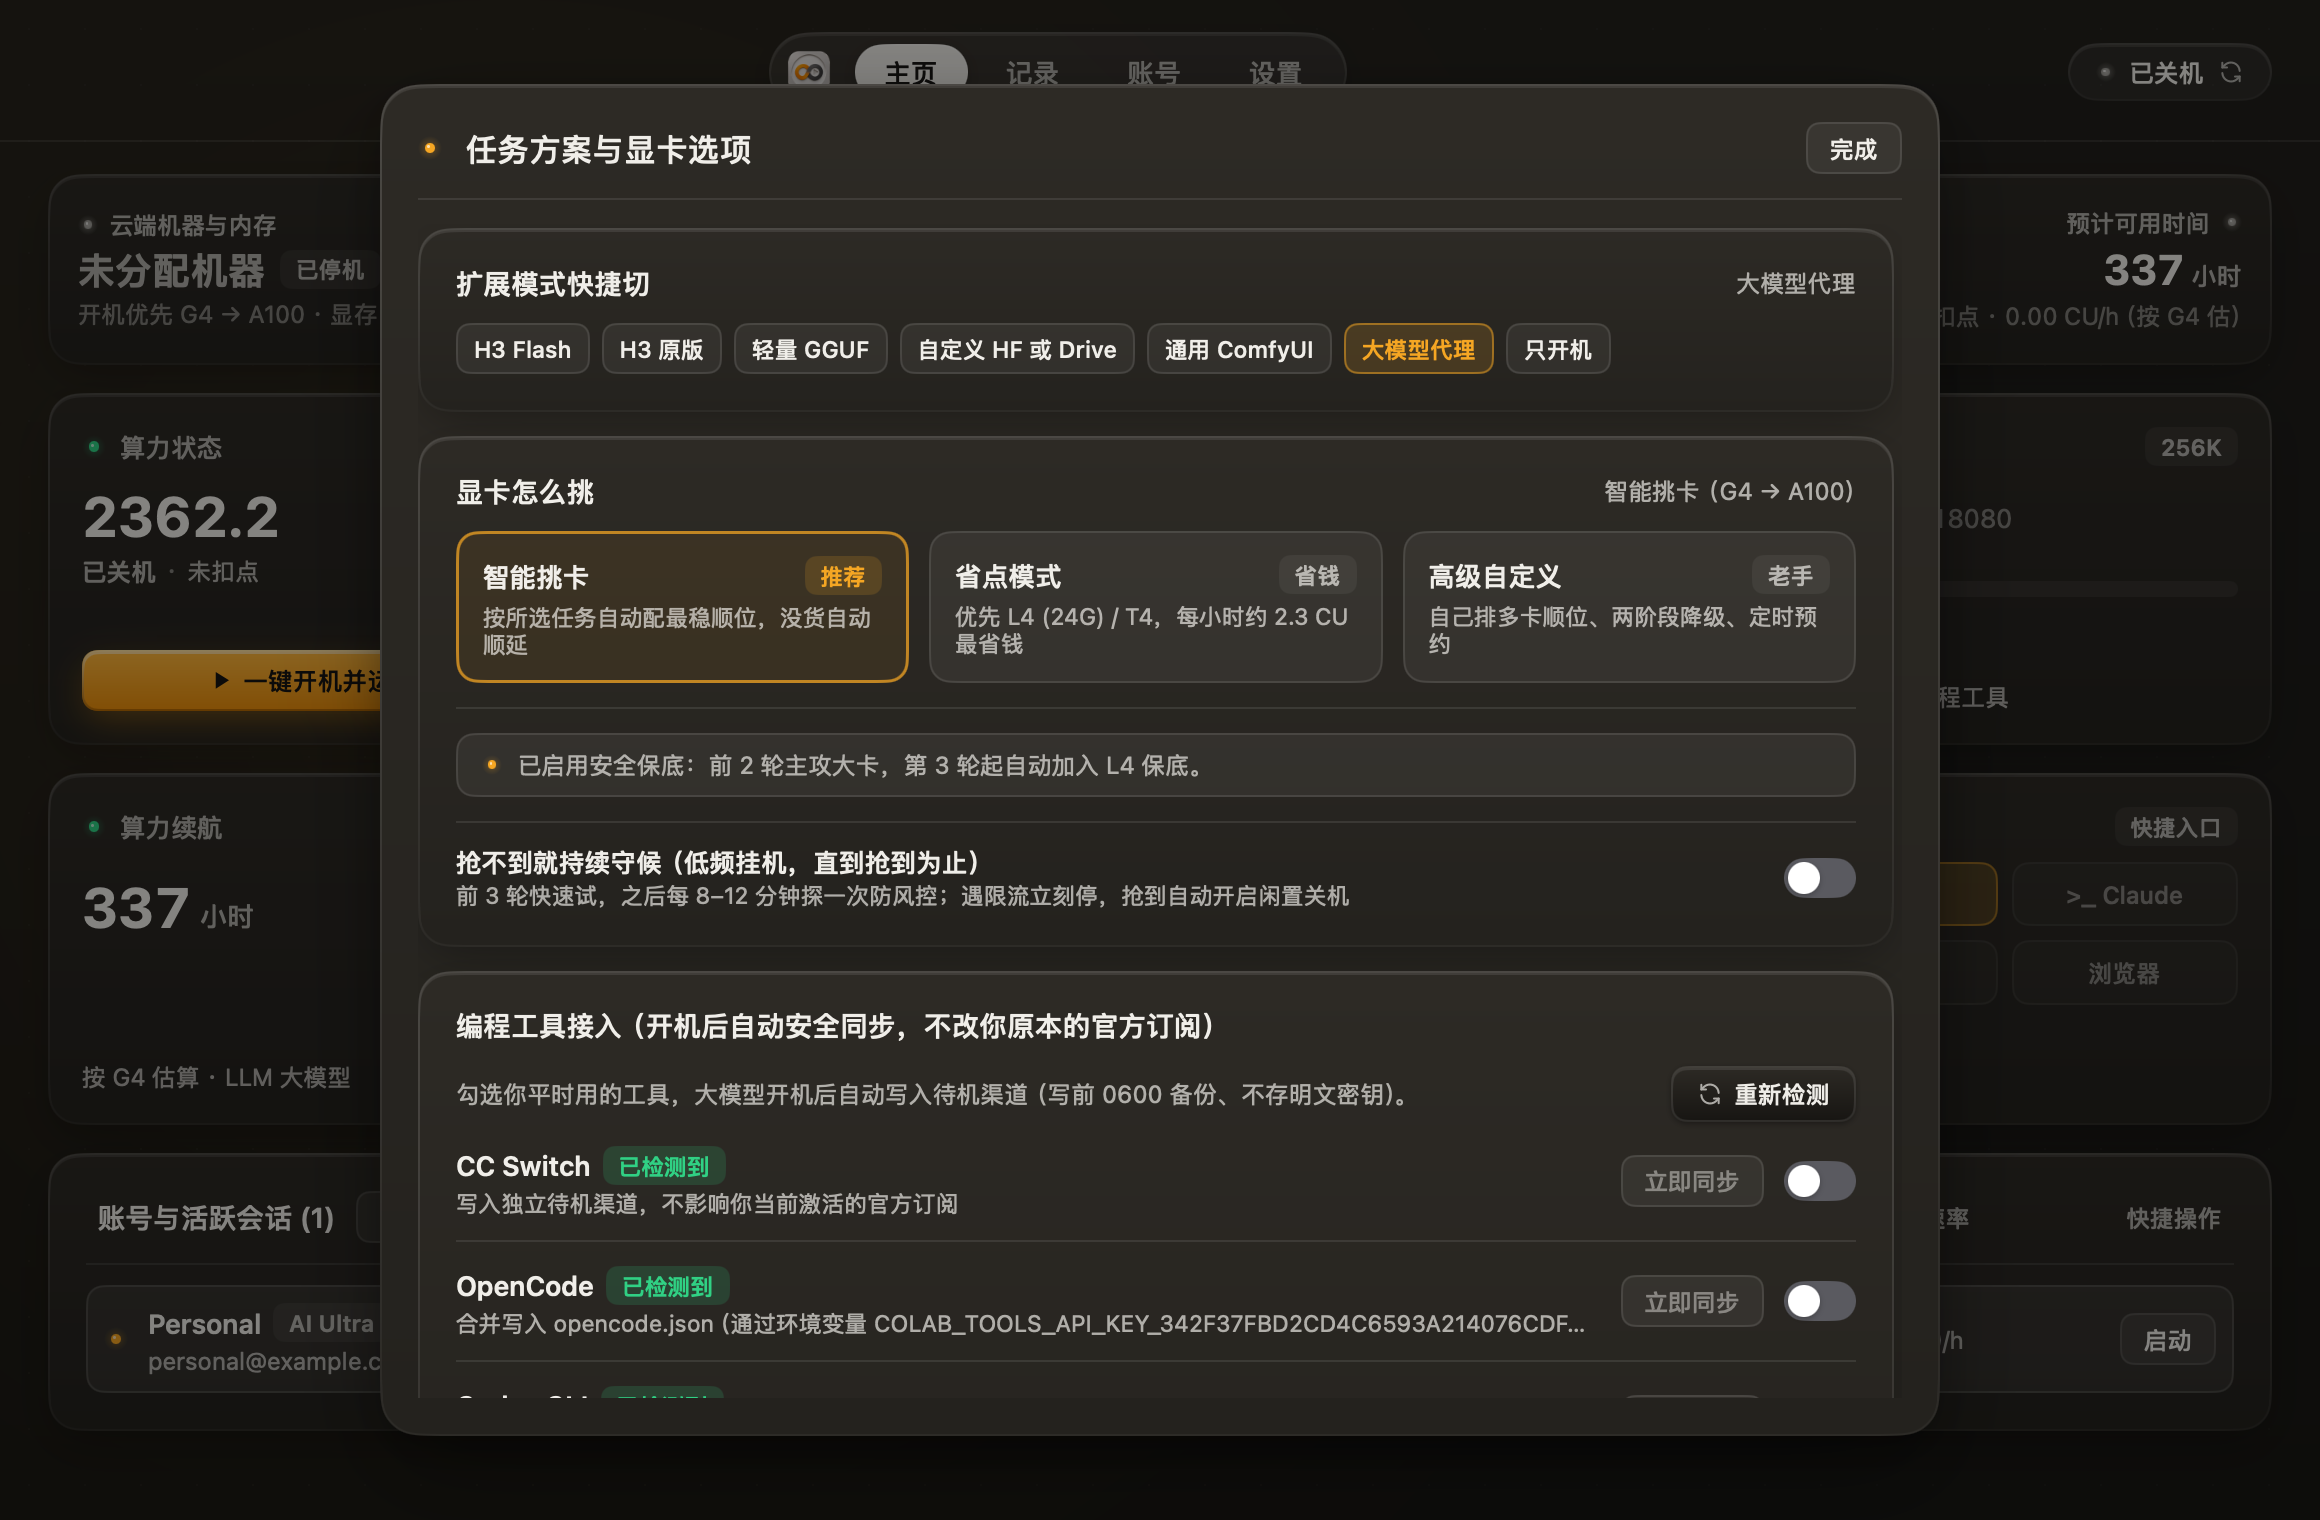 主页
记录
账号
设置
已关机
任务方案与显卡选项
完成
云端机器与内存
未分配机器
已停机
开机优先 G4 → A100 · 显存
预计可用时间
337 小时
扣点 · 0.00 CU/h (按 G4 估)
扩展模式快捷切
大模型代理
H3 Flash
H3 原版
轻量 GGUF
自定义 HF 或 Drive
通用 ComfyUI
大模型代理
只开机
算力状态
2362.2
已关机 · 未扣点
一键开机并运
256K
18080
程工具
显卡怎么挑
智能挑卡 (G4 → A100)
智能挑卡
推荐
按所选任务自动配最稳顺位，没货自动
顺延
省点模式
省钱
优先 L4 (24G) / T4，每小时约 2.3 CU
最省钱
高级自定义
老手
自己排多卡顺位、两阶段降级、定时预
约
已启用安全保底：前 2 轮主攻大卡，第 3 轮起自动加入 L4 保底。
抢不到就持续守候（低频挂机，直到抢到为止）
前 3 轮快速试，之后每 8–12 分钟探一次防风控；遇限流立刻停，抢到自动开启闲置关机
算力续航
337 小时
按 G4 估算 · LLM 大模型
快捷入口
>_ Claude
浏览器
编程工具接入（开机后自动安全同步，不改你原本的官方订阅）
勾选你平时用的工具，大模型开机后自动写入待机渠道（写前 0600 备份、不存明文密钥）。
重新检测
CC Switch
已检测到
写入独立待机渠道，不影响你当前激活的官方订阅
立即同步
OpenCode
已检测到
合并写入 opencode.json (通过环境变量 COLAB_TOOLS_API_KEY_342F37FBD2CD4C6593A214076CDF...
立即同步
账号与活跃会话 (1)
率
快捷操作
Personal
AI Ultra
personal@example.c
/h
启动